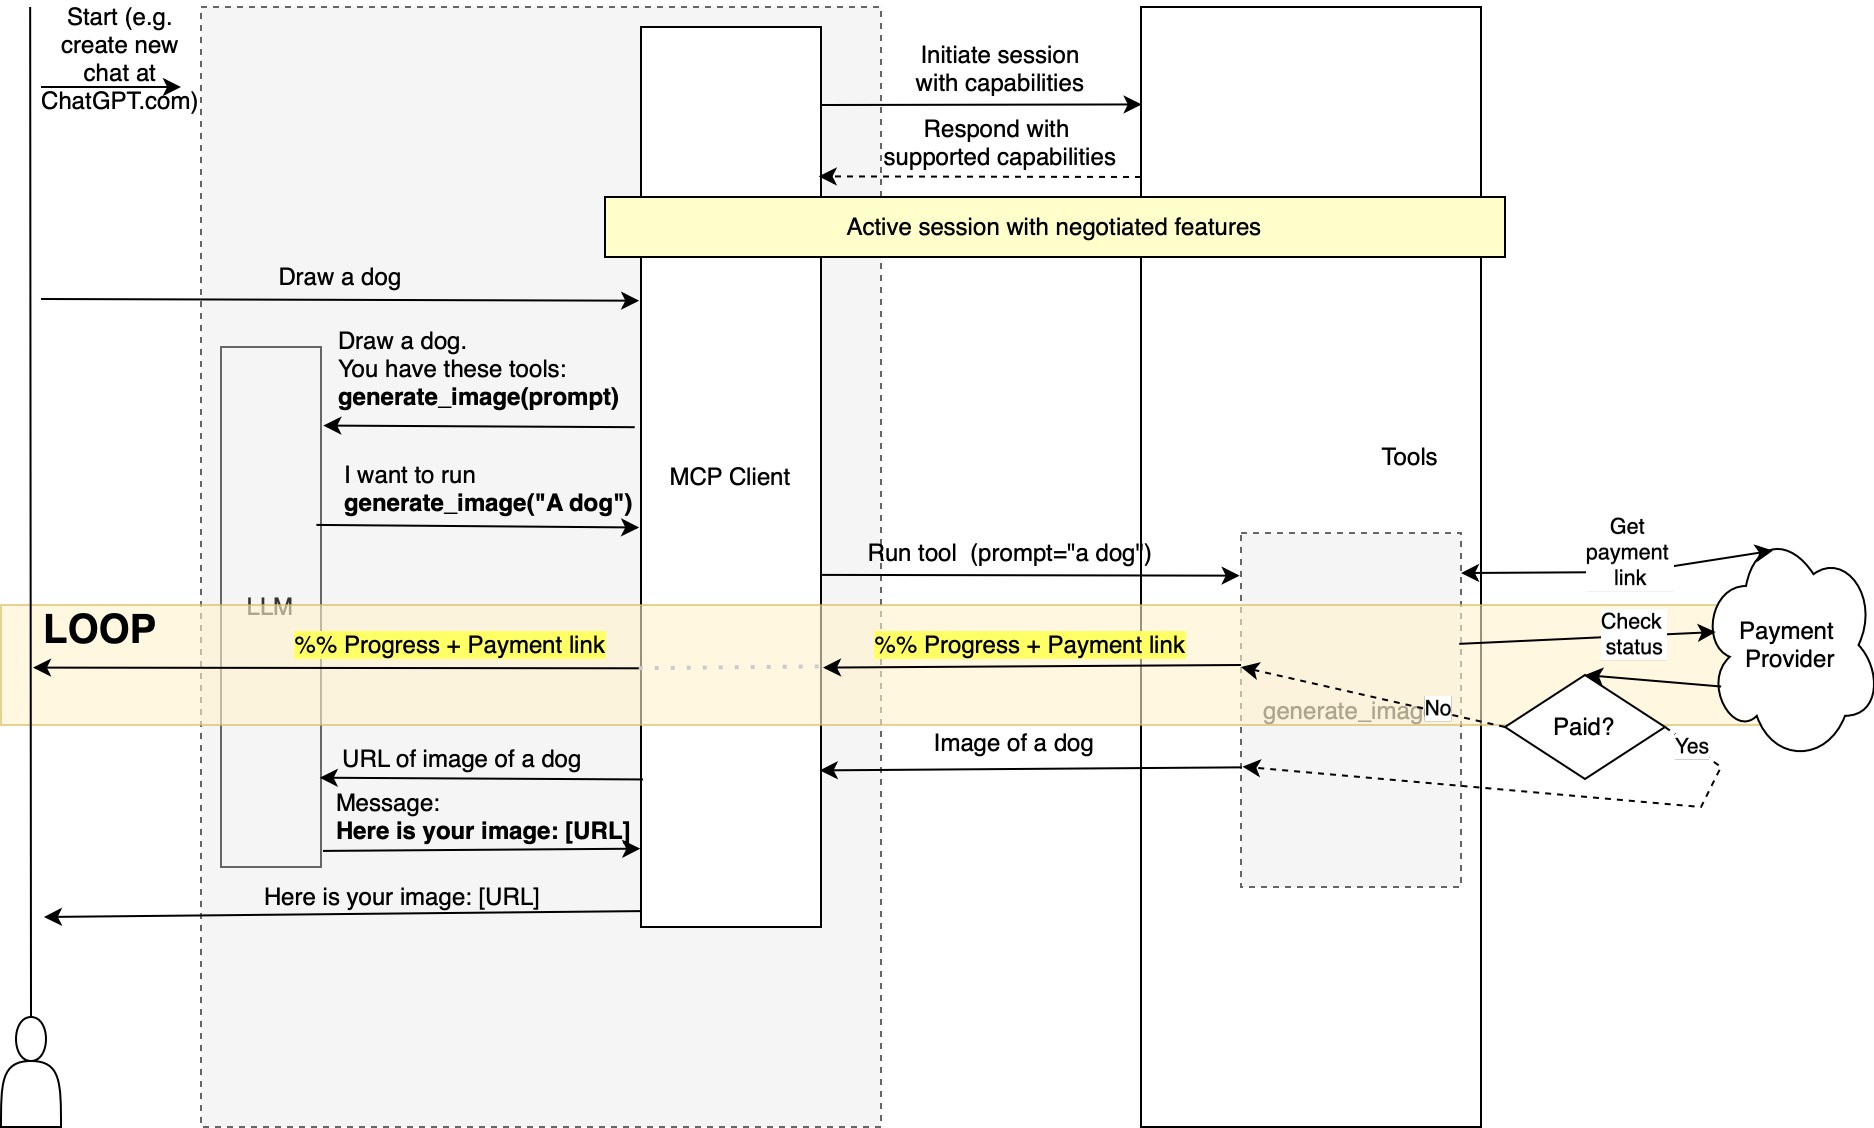 Start (e.g.
create new
chat at
ChatGPT.com)
Initiate session
with capabilities
Respond with
supported capabilities
Active session with negotiated features
Draw a dog
Draw a dog.
You have these tools:
generate_image(prompt)
I want to run
generate_image("A dog")
MCP Client
Tools
Run tool (prompt="a dog")
Get
payment
link
LLM
LOOP
%% Progress + Payment link
%% Progress + Payment link
Check
status
Payment
Provider
generate_imag
No
Paid?
Yes
Image of a dog
URL of image of a dog
Message:
Here is your image: [URL]
Here is your image: [URL]